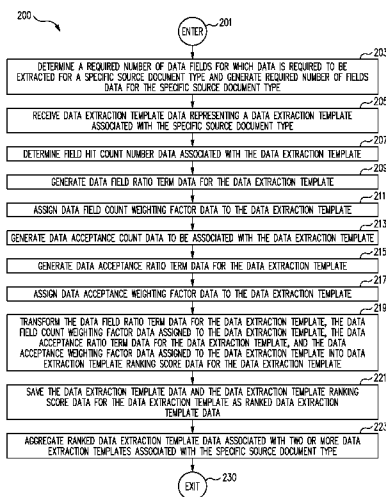 200
ENTER
201
203
DETERMINE A REQUIRED NUMBER OF DATA FIELDS FOR WHICH DATA IS REQUIRED TO BE
EXTRACTED FOR A SPECIFIC SOURCE DOCUMENT TYPE AND GENERATE REQUIRED NUMBER OF FIELDS
DATA FOR THE SPECIFIC SOURCE DOCUMENT TYPE
205
RECEIVE DATA EXTRACTION TEMPLATE DATA REPRESENTING A DATA EXTRACTION TEMPLATE
ASSOCIATED WITH THE SPECIFIC SOURCE DOCUMENT TYPE
207
DETERMINE FIELD HIT COUNT NUMBER DATA ASSOCIATED WITH THE DATA EXTRACTION TEMPLATE
209
GENERATE DATA FIELD RATIO TERM DATA FOR THE DATA EXTRACTION TEMPLATE
211
ASSIGN DATA FIELD COUNT WEIGHTING FACTOR DATA TO THE DATA EXTRACTION TEMPLATE
213
GENERATE DATA ACCEPTANCE COUNT DATA TO BE ASSOCIATED WITH THE DATA EXTRACTION TEMPLATE
215
GENERATE DATA ACCEPTANCE RATIO TERM DATA FOR THE DATA EXTRACTION TEMPLATE
217
ASSIGN DATA ACCEPTANCE WEIGHTING FACTOR DATA TO THE DATA EXTRACTION TEMPLATE
219
TRANSFORM THE DATA FIELD RATIO TERM DATA FOR THE DATA EXTRACTION TEMPLATE, THE DATA
FIELD COUNT WEIGHTING FACTOR DATA ASSIGNED TO THE DATA EXTRACTION TEMPLATE, THE DATA
ACCEPTANCE RATIO TERM DATA FOR THE DATA EXTRACTION TEMPLATE, AND THE DATA
ACCEPTANCE WEIGHTING FACTOR DATA ASSIGNED TO THE DATA EXTRACTION TEMPLATE INTO DATA
EXTRACTION TEMPLATE RANKING SCORE DATA FOR THE DATA EXTRACTION TEMPLATE
221
SAVE THE DATA EXTRACTION TEMPLATE DATA AND THE DATA EXTRACTION TEMPLATE RANKING
SCORE DATA FOR THE DATA EXTRACTION TEMPLATE AS RANKED DATA EXTRACTION
TEMPLATE DATA
223
AGGREGATE RANKED DATA EXTRACTION TEMPLATE DATA ASSOCIATED WITH TWO OR MORE DATA
EXTRACTION TEMPLATES ASSOCIATED WITH THE SPECIFIC SOURCE DOCUMENT TYPE
EXIT
230